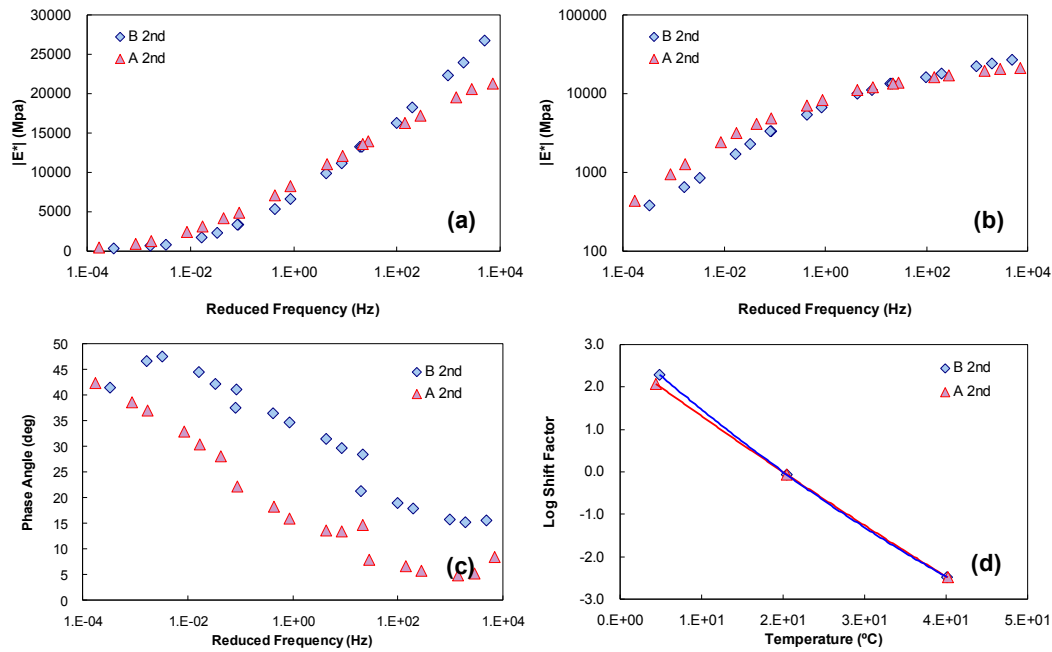 30000
25000
20000
15000
10000
5000
0
|E*| (Mpa)
B 2nd
A 2nd
(a)
1.E-04 1.E-02 1.E+00 1.E+02 1.E+04
Reduced Frequency (Hz)
100000
10000
1000
100
|E*| (Mpa)
B 2nd
A 2nd
(b)
1.E-04 1.E-02 1.E+00 1.E+02 1.E+04
Reduced Frequency (Hz)
50
45
40
35
30
25
20
15
10
5
0
Phase Angle (deg)
B 2nd
A 2nd
(c)
1.E-04 1.E-02 1.E+00 1.E+02 1.E+04
Reduced Frequency (Hz)
3.0
2.0
1.0
0.0
-1.0
-2.0
-3.0
Log Shift Factor
B 2nd
A 2nd
(d)
0.E+00 1.E+01 2.E+01 3.E+01 4.E+01 5.E+01
Temperature (ºC)